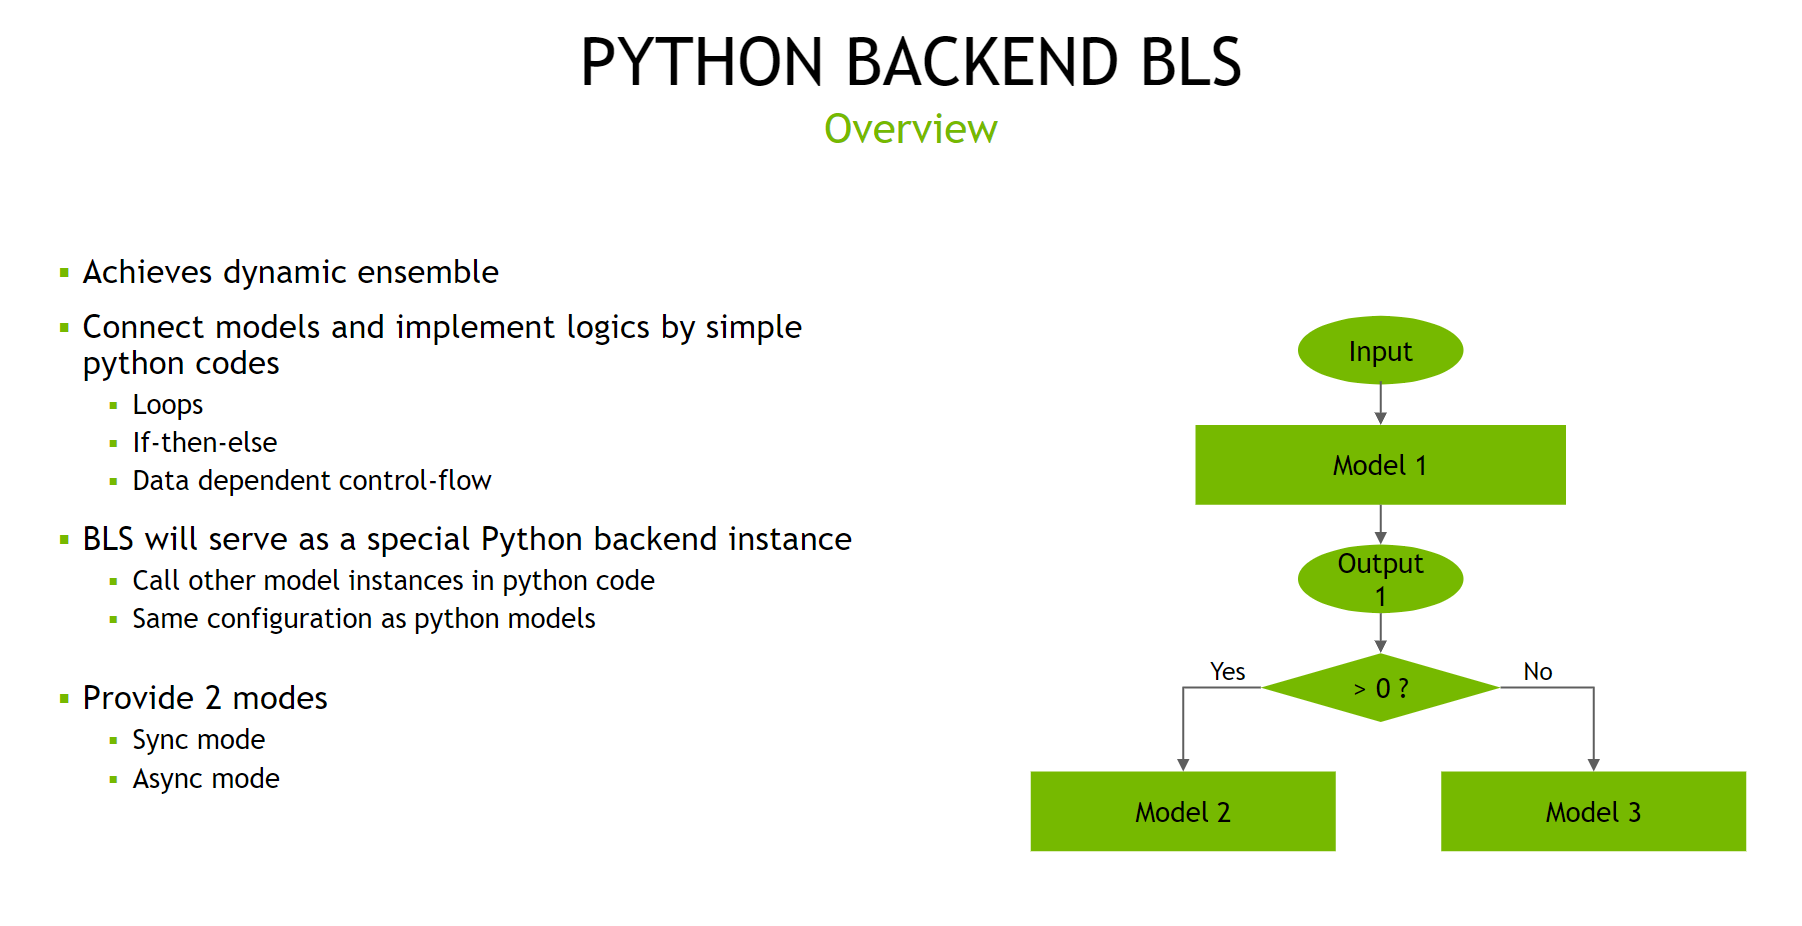 PYTHON BACKEND BLS
Overview
Achieves dynamic ensemble
Connect models and implement logics by simple
python codes
Loops
If-then-else
Data dependent control-flow
BLS will serve as a special Python backend instance
Call other model instances in python code
Same configuration as python models
Provide 2 modes
Sync mode
Async mode
Input
Model 1
Output
1
> 0 ?
Yes
No
Model 2
Model 3